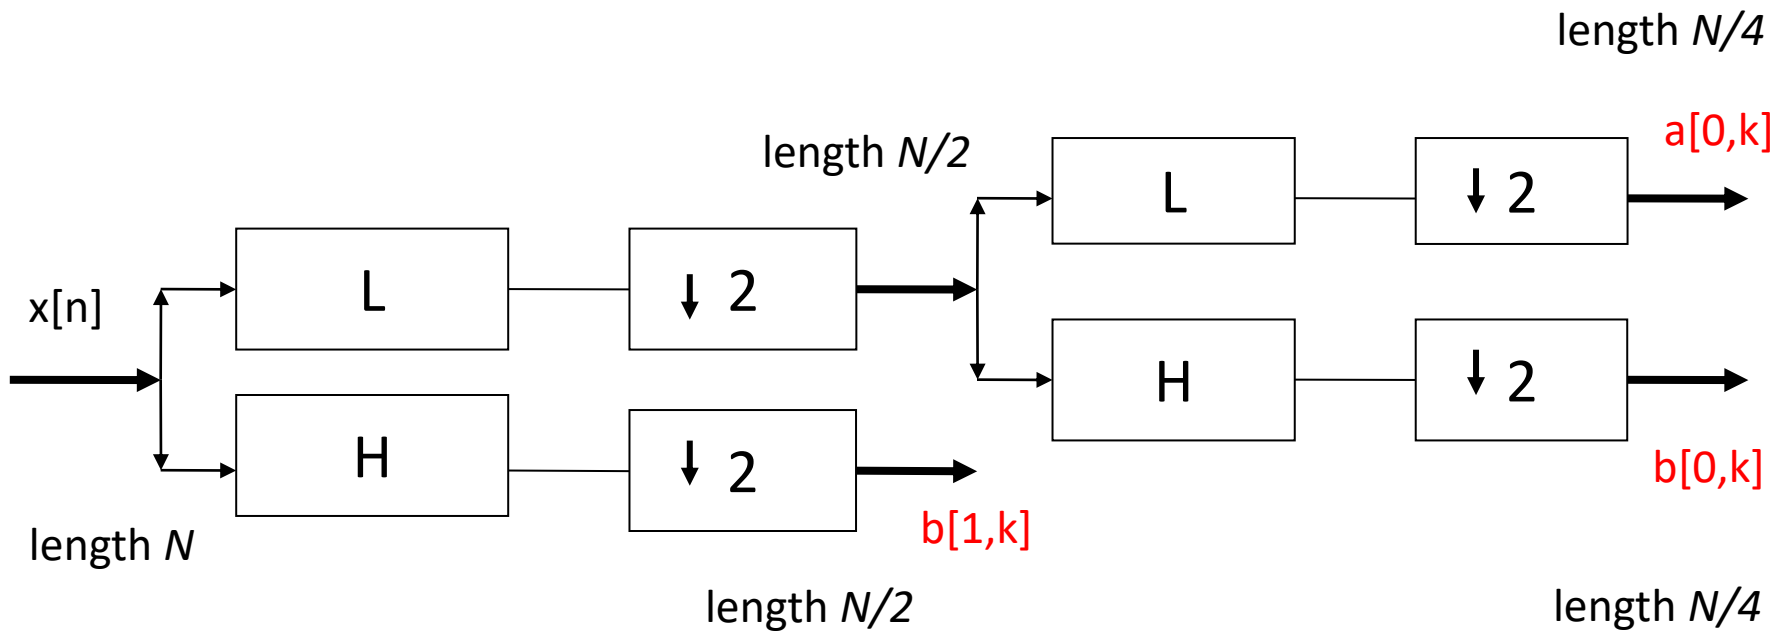 length N/4
a[0,k]
length N/2
L
↓ 2
x[n]
L
↓ 2
H
↓ 2
H
↓ 2
b[0,k]
b[1,k]
length N
length N/2
length N/4